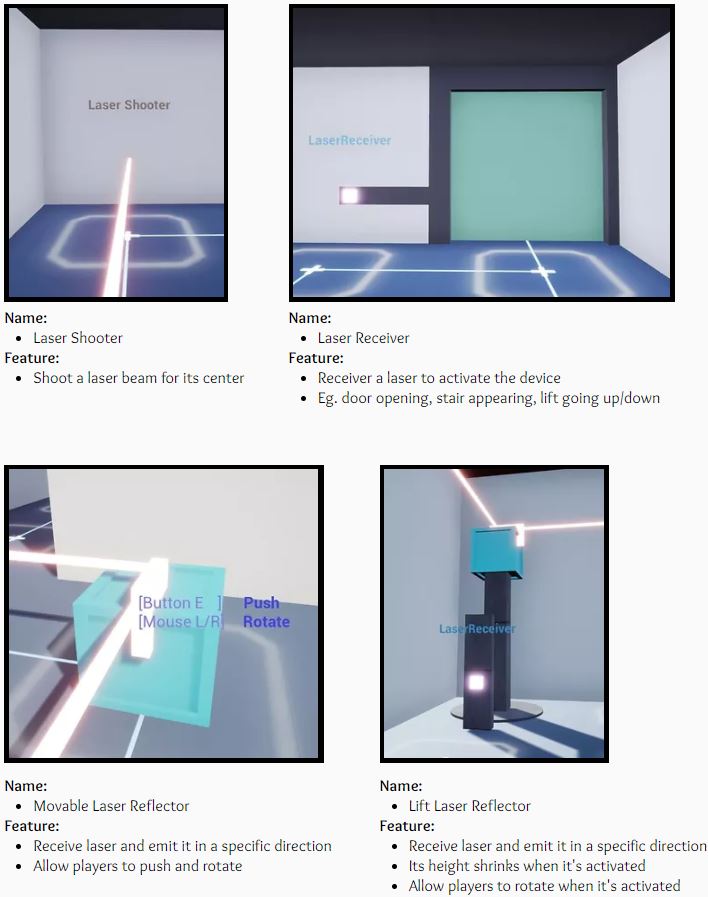 Laser Shooter
LaserReceiver
Name:
Laser Shooter
Feature:
Shoot a laser beam for its center
Name:
Laser Receiver
Feature:
Receiver a laser to activate the device
Eg. door opening, stair appearing, lift going up/down
[Button E ] Push
[Mouse L/R] Rotate
LaserReceiver
Name:
Movable Laser Reflector
Feature:
Receive laser and emit it in a specific direction
Allow players to push and rotate
Name:
Lift Laser Reflector
Feature:
Receive laser and emit it in a specific direction
Its height shrinks when it's activated
Allow players to rotate when it's activated